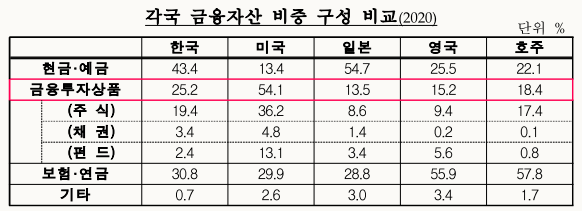 각국 금융자산 비중 구성 비교(2020)
단위 %
한국 미국 일본 영국 호주
현금·예금 43.4 13.4 54.7 25.5 22.1
금융투자상품 25.2 54.1 13.5 15.2 18.4
(주 식) 19.4 36.2 8.6 9.4 17.4
(채 권) 3.4 4.8 1.4 0.2 0.1
(펀 드) 2.4 13.1 3.4 5.6 0.8
보험·연금 30.8 29.9 28.8 55.9 57.8
기타 0.7 2.6 3.0 3.4 1.7